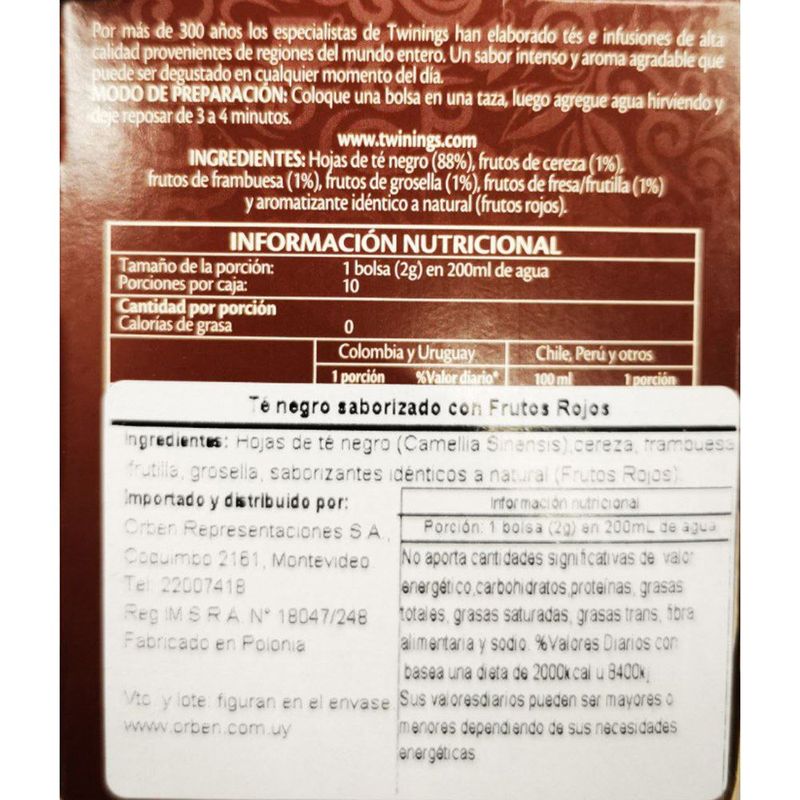 Por más de 300 años los especialistas de Twinings han elaborado tés e infusiones de alta
calidad provenientes de regiones del mundo entero. Un sabor intenso y aroma agradable que
puede ser degustado en cualquier momento del día.
MODO DE PREPARACIÓN: Coloque una bolsa en una taza, luego agregue agua hirviendo y
deje reposar de 3 a 4 minutos.
www.twinings.com
INGREDIENTES: Hojas de té negro (88%), frutos de cereza (1%),
frutos de frambuesa (1%), frutos de grosella (1%), frutos de fresa/frutilla (1%)
y aromatizante idéntico a natural (frutos rojos).
INFORMACIÓN NUTRICIONAL
Tamaño de la porción: 1 bolsa (2g) en 200ml de agua
Porciones por caja: 10
Cantidad por porción
Calorías de grasa 0
Colombia y Uruguay Chile, Perú y otros
1 porción %Valor diario* 100 ml 1 porción
Té negro saborizado con Frutos Rojos
Ingredientes: Hojas de té negro (Camellia Sinensis),cereza, frambuesa
frutilla, grosella, saborizantes idénticos a natural (Frutos Rojos)
Importado y distribuido por:
Orben Representaciones S.A.,
Coquimbo 2161, Montevideo
Tel: 22007418
Reg IM S R A. N° 18047/248
Fabricado en Polonia
Vto. y lote: figuran en el envase
www.orben.com.uy
Información nutricional
Porción: 1 bolsa (2g) en 200mL de agua
No aporta cantidades significativas de valor
energético,carbohidratos,proteínas, grasas
totales, grasas saturadas, grasas trans, fibra
alimentaria y sodio. %Valores Diarios con
basea una dieta de 2000kcal u 8400kj
Sus valoresdiarios pueden ser mayores o
menores dependiendo de sus necesidades
energéticas